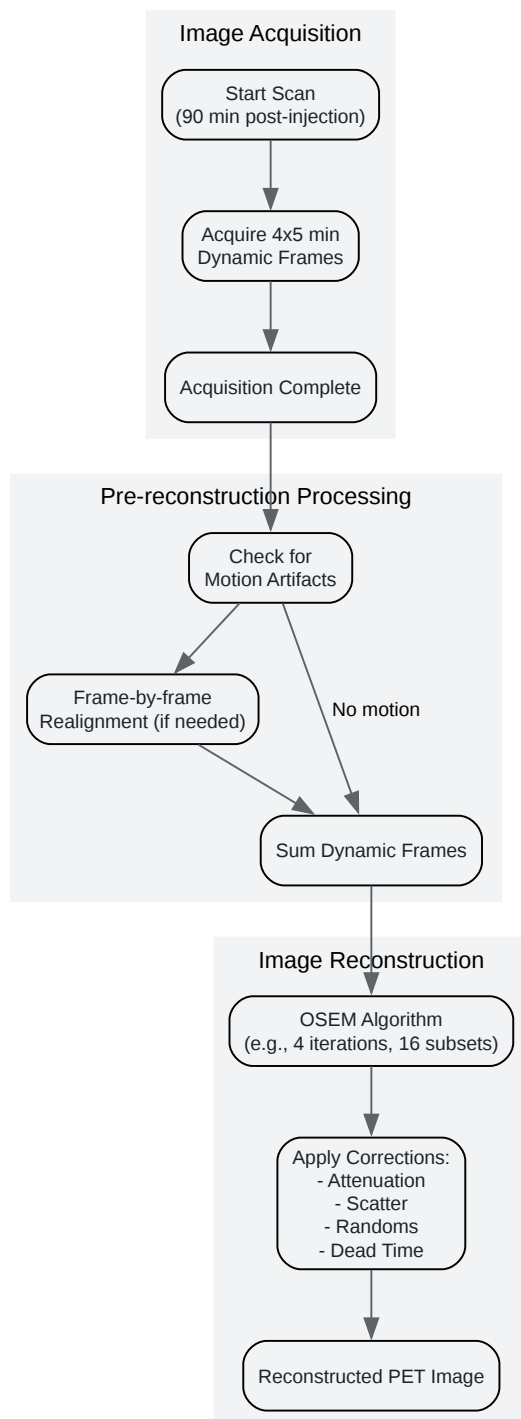 Image Acquisition
Start Scan
(90 min post-injection)
Acquire 4x5 min
Dynamic Frames
Acquisition Complete
Pre-reconstruction Processing
Check for
Motion Artifacts
Frame-by-frame
Realignment (if needed)
No motion
Sum Dynamic Frames
Image Reconstruction
OSEM Algorithm
(e.g., 4 iterations, 16 subsets)
Apply Corrections:
- Attenuation
- Scatter
- Randoms
- Dead Time
Reconstructed PET Image